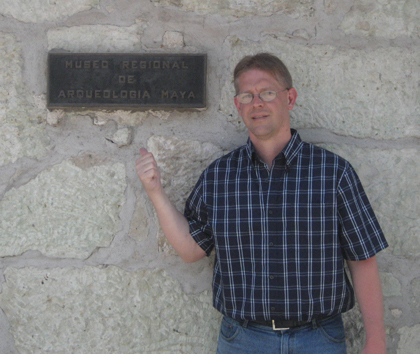 MUSEO REGIONAL
DE
ARQUEOLOGIA MAYA